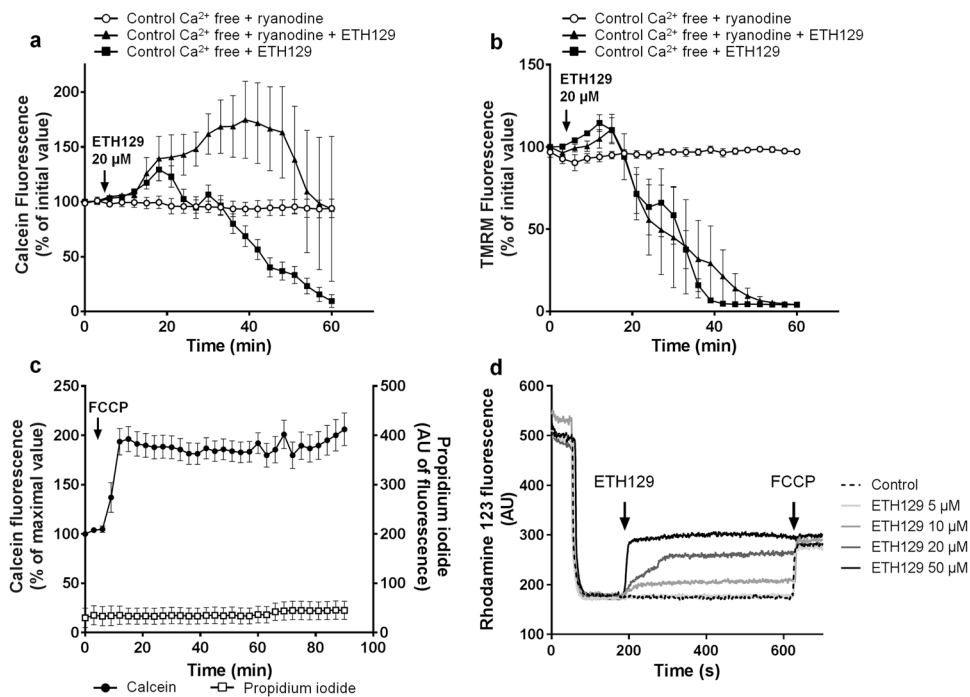 a
Control Ca²⁺ free + ryanodine
Control Ca²⁺ free + ryanodine + ETH129
Control Ca²⁺ free + ETH129
Calcein Fluorescence
(% of initial value)
200
150
100
50
0
ETH129
20 µM
0
20
40
60
Time (min)
b
Control Ca²⁺ free + ryanodine
Control Ca²⁺ free + ryanodine + ETH129
Control Ca²⁺ free + ETH129
TMRM Fluorescence
(% of initial value)
150
100
50
0
ETH129
20 µM
0
20
40
60
Time (min)
c
Calcein fluorescence
(% of maximal value)
250
200
150
100
50
0
FCCP
500
400
300
200
100
0
Propidium iodide
(AU of fluorescence)
0
20
40
60
80
100
Time (min)
Calcein
Propidium iodide
d
Rhodamine 123 fluorescence
(AU)
600
500
400
300
200
100
ETH129
FCCP
0
200
400
600
Time (s)
Control
ETH129 5 µM
ETH129 10 µM
ETH129 20 µM
ETH129 50 µM